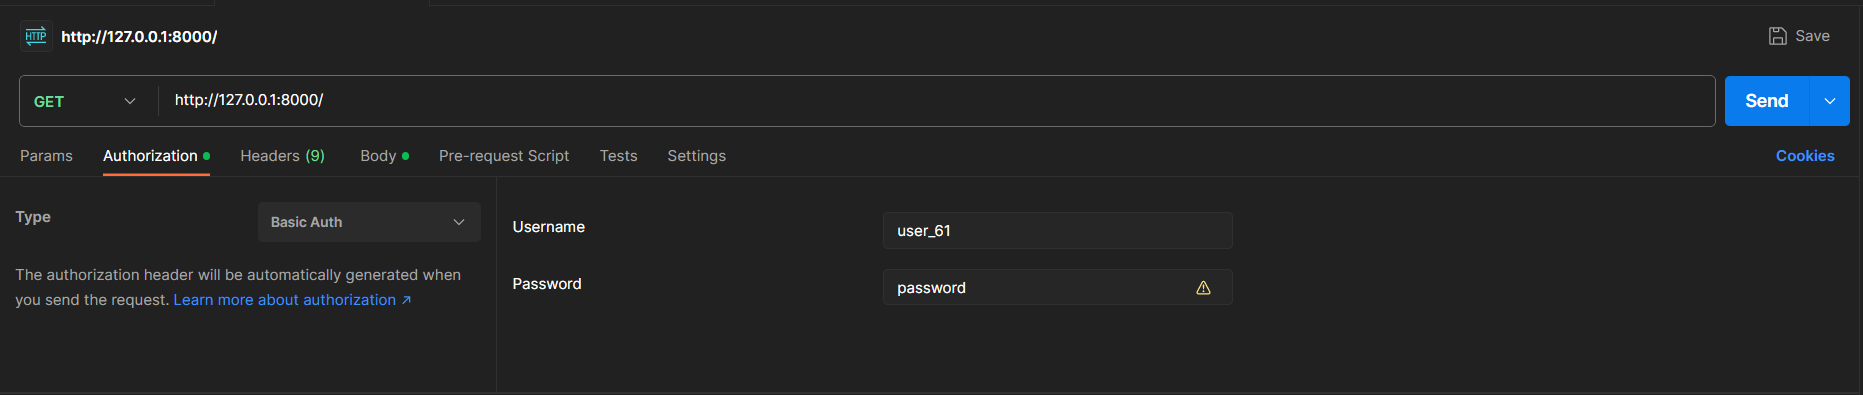 HTTP http://127.0.0.1:8000/ Save
GET http://127.0.0.1:8000/ Send
Params Authorization Headers (9) Body Pre-request Script Tests Settings Cookies
Type Basic Auth
The authorization header will be automatically generated when
you send the request. Learn more about authorization ↗
Username user_61
Password password